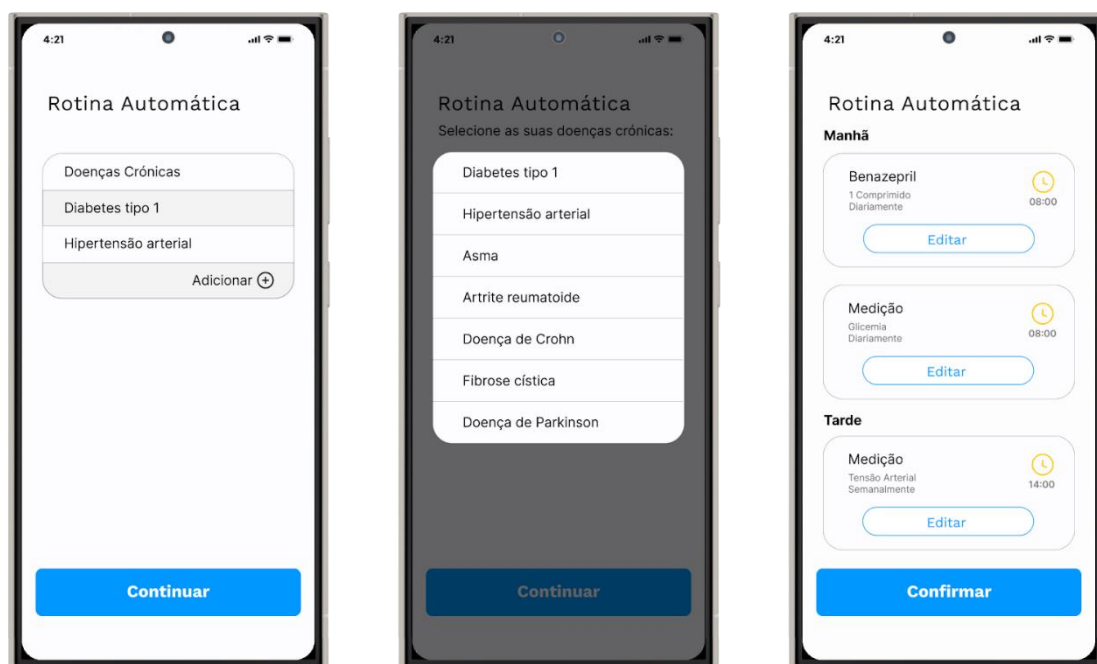 4:21
Rotina Automática
Doenças Crónicas
Diabetes tipo 1
Hipertensão arterial
Adicionar
Continuar
4:21
Rotina Automática
Selecione as suas doenças crónicas:
Diabetes tipo 1
Hipertensão arterial
Asma
Artrite reumatoide
Doença de Crohn
Fibrose cística
Doença de Parkinson
Continuar
4:21
Rotina Automática
Manhã
Benazepril
1 Comprimido
Diariamente
08:00
Editar
Medição
Glicemia
Diariamente
08:00
Editar
Tarde
Medição
Tensão Arterial
Semanalmente
14:00
Editar
Confirmar